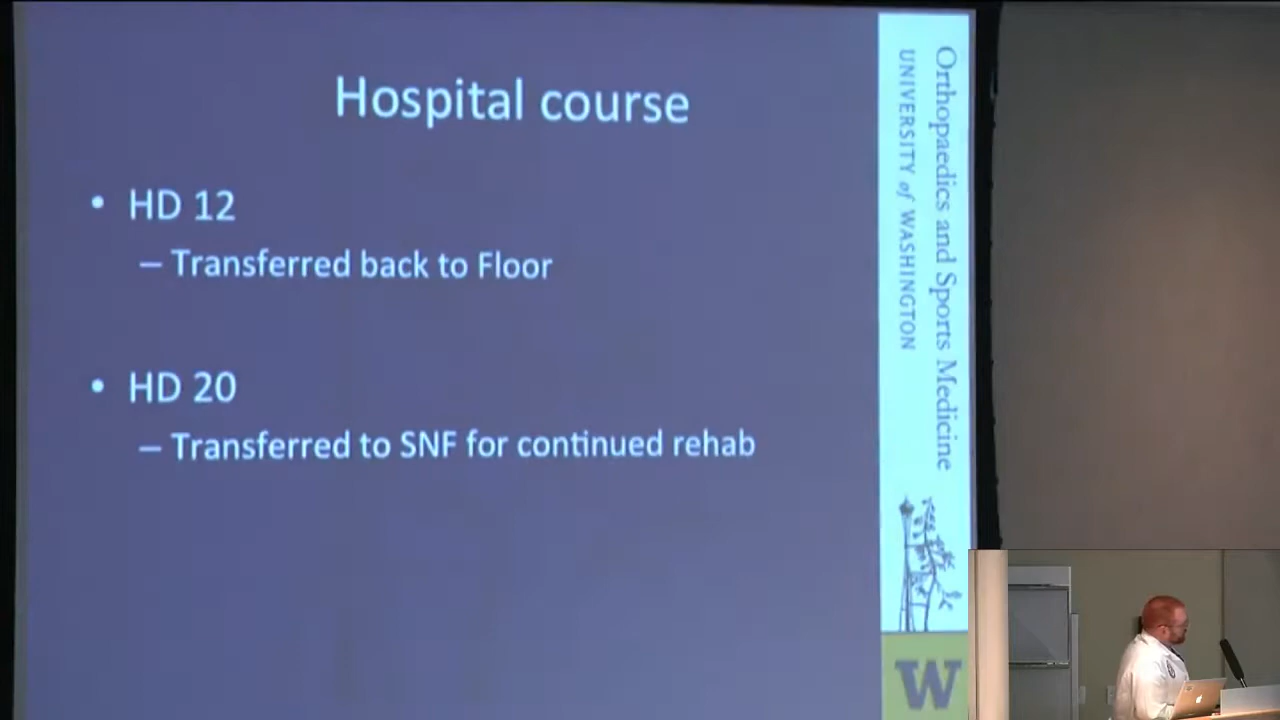 Hospital course
• HD 12
– Transferred back to Floor
• HD 20
– Transferred to SNF for continued rehab
Orthopaedics and Sports Medicine
UNIVERSITY of WASHINGTON
W